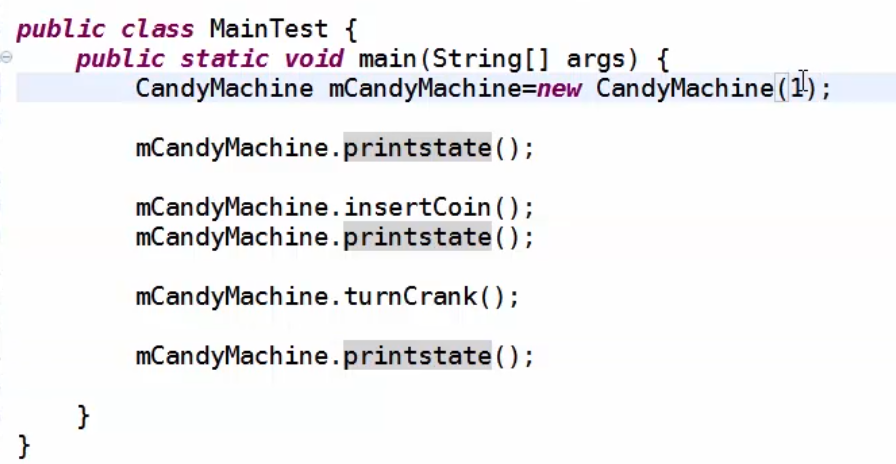 public class MainTest {
public static void main(String[] args) {
CandyMachine mCandyMachine=new CandyMachine(1);
mCandyMachine.printstate();
mCandyMachine.insertCoin();
mCandyMachine.printstate();
mCandyMachine.turnCrank();
mCandyMachine.printstate();
}
}